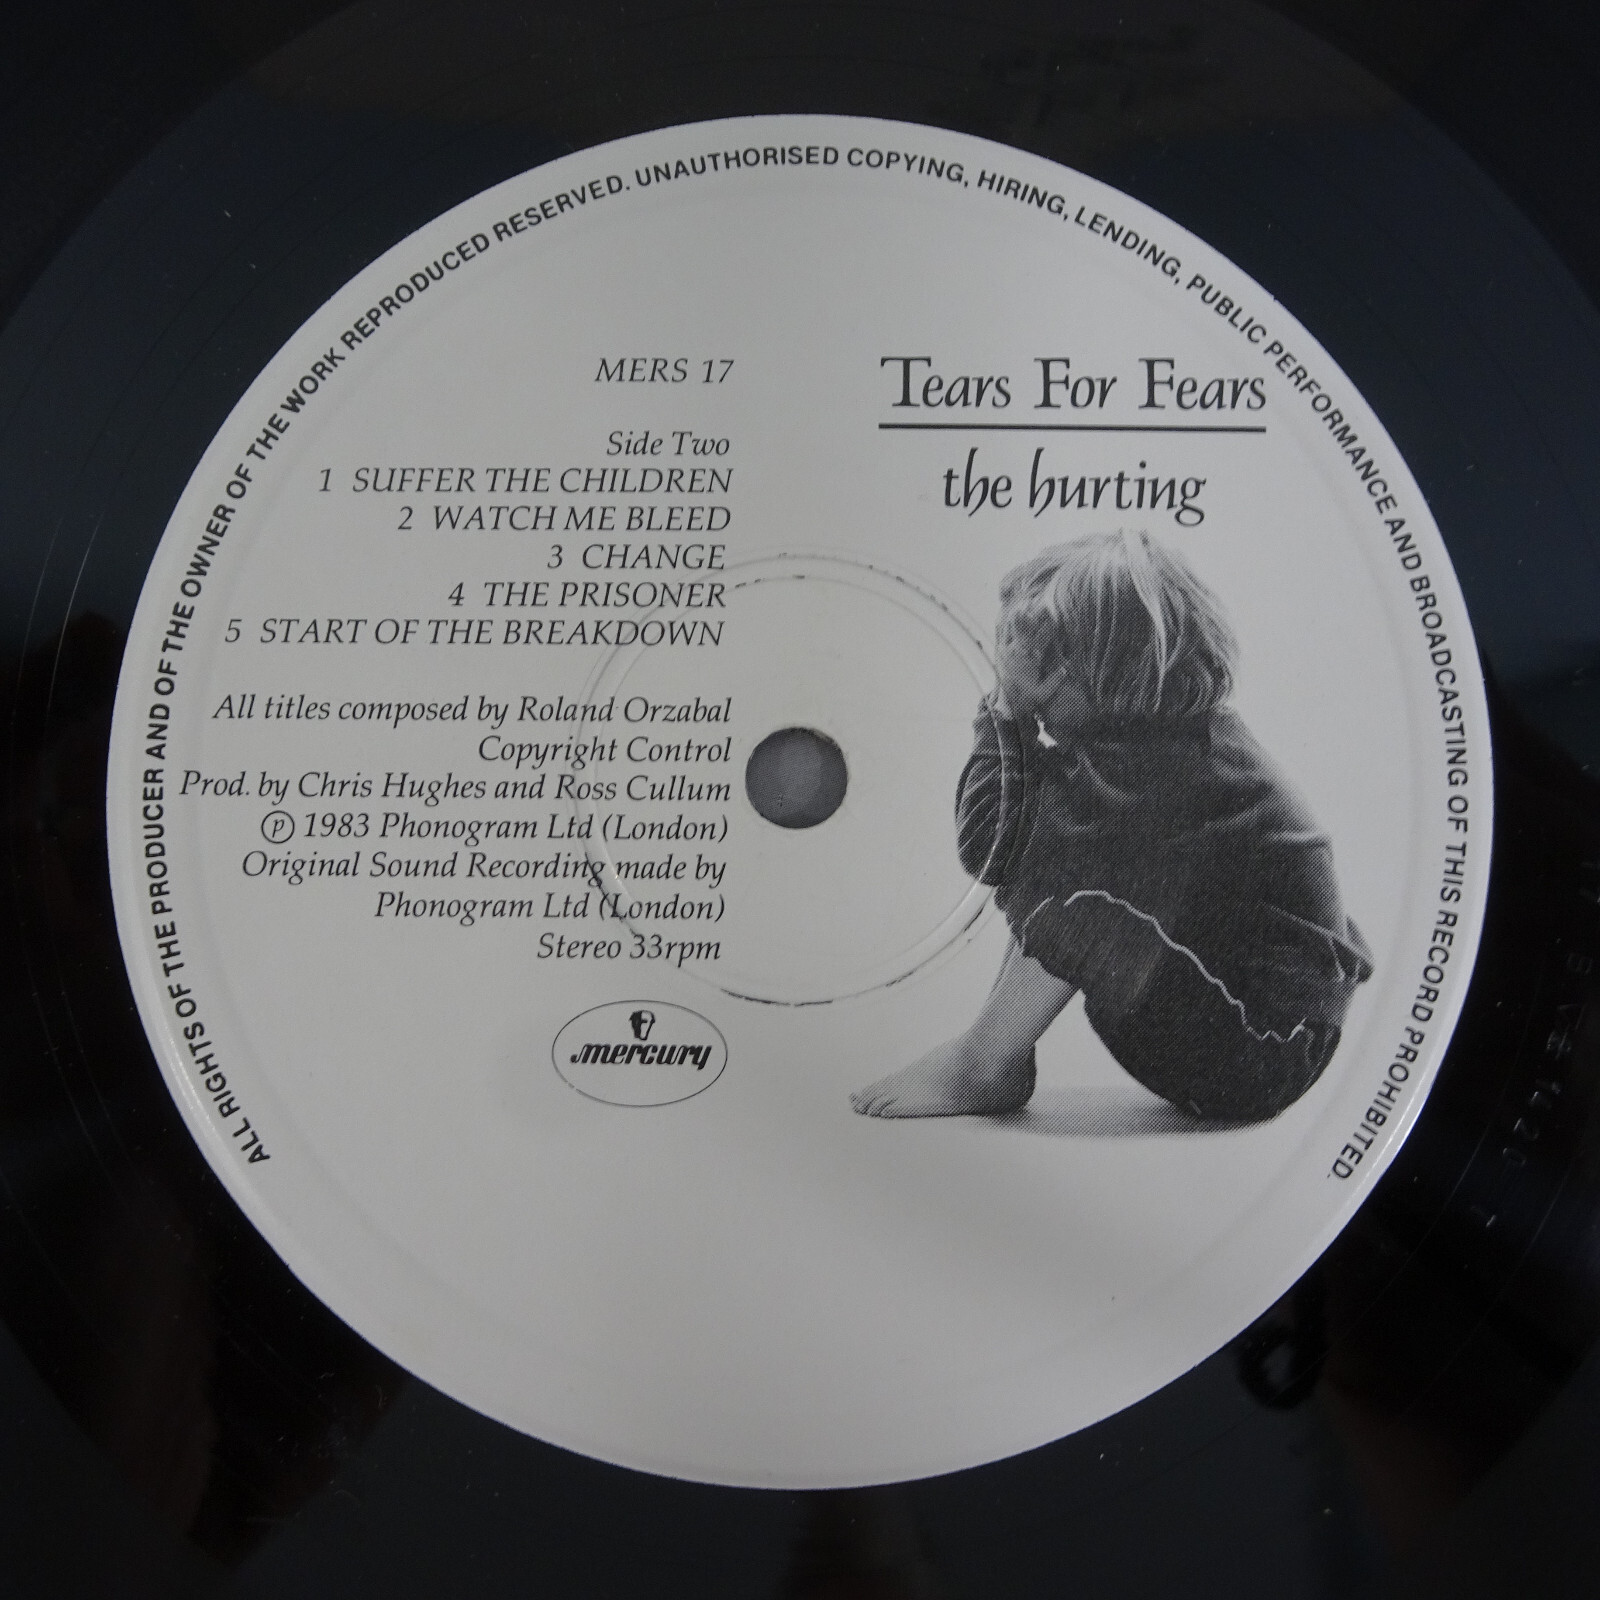 ALL RIGHTS OF THE PRODUCER AND OF THE OWNER OF THE WORK REPRODUCED RESERVED. UNAUTHORISED COPYING, HIRING, LENDING, PUBLIC PERFORMANCE AND BROADCASTING OF THIS RECORD PROHIBITED.
MERS 17
Side Two
1 SUFFER THE CHILDREN
2 WATCH ME BLEED
3 CHANGE
4 THE PRISONER
5 START OF THE BREAKDOWN
All titles composed by Roland Orzabal
Copyright Control
Prod. by Chris Hughes and Ross Cullum
℗ 1983 Phonogram Ltd (London)
Original Sound Recording made by
Phonogram Ltd (London)
Stereo 33rpm
mercury
Tears For Fears
the hurting